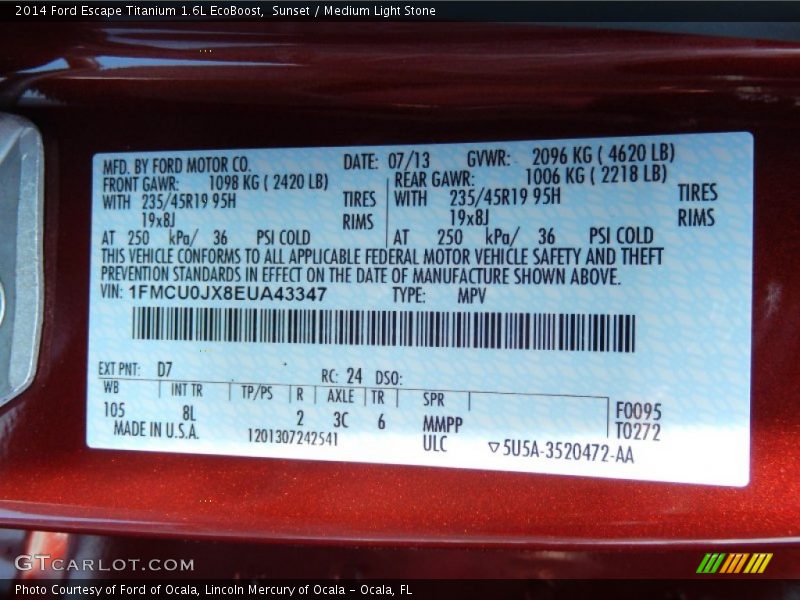 2014 Ford Escape Titanium 1.6L EcoBoost, Sunset / Medium Light Stone
MFD. BY FORD MOTOR CO. DATE: 07/13 GVWR: 2096 KG ( 4620 LB)
FRONT GAWR: 1098 KG ( 2420 LB) REAR GAWR: 1006 KG ( 2218 LB)
WITH 235/45R19 95H TIRES WITH 235/45R19 95H TIRES
19x8J RIMS 19x8J RIMS
AT 250 kPa/ 36 PSI COLD AT 250 kPa/ 36 PSI COLD
THIS VEHICLE CONFORMS TO ALL APPLICABLE FEDERAL MOTOR VEHICLE SAFETY AND THEFT
PREVENTION STANDARDS IN EFFECT ON THE DATE OF MANUFACTURE SHOWN ABOVE.
VIN: 1FMCU0JX8EUA43347 TYPE: MPV
EXT PNT: D7 RC: 24 DSO:
WB INT TR TP/PS R AXLE TR SPR
105 8L 2 3C 6 MMPP F0095
MADE IN U.S.A. 1201307242541 ULC T0272
▽5U5A-3520472-AA
GTCARLOT.COM
Photo Courtesy of Ford of Ocala, Lincoln Mercury of Ocala - Ocala, FL